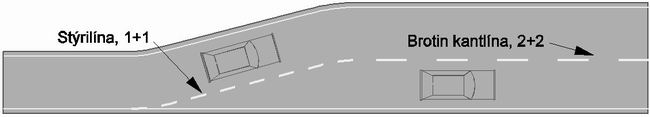 Stýrilína, 1+1
Brotin kantlína, 2+2